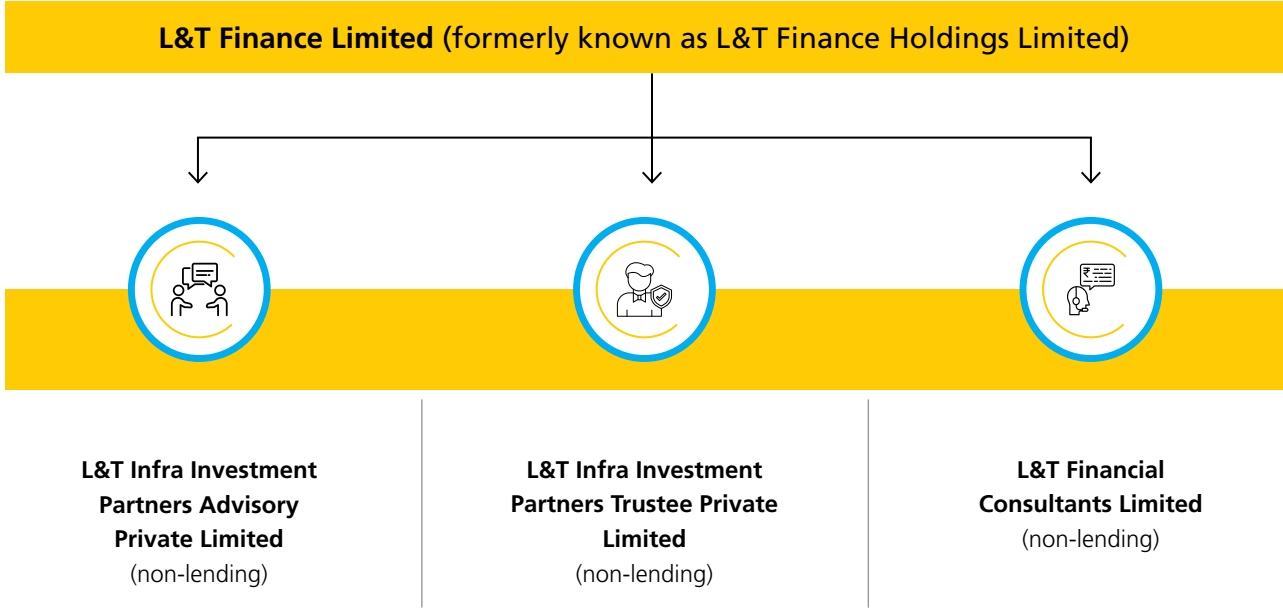 L&T Finance Limited (formerly known as L&T Finance Holdings Limited)
₹
L&T Infra Investment
Partners Advisory
Private Limited
(non-lending)
L&T Infra Investment
Partners Trustee Private
Limited
(non-lending)
L&T Financial
Consultants Limited
(non-lending)